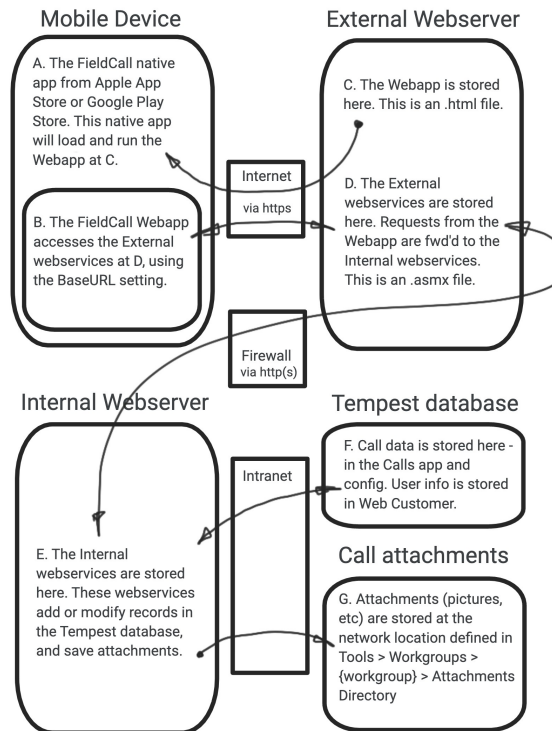 Mobile Device
A. The FieldCall native
app from Apple App
Store or Google Play
Store. This native app
will load and run the
Webapp at C.
B. The FieldCall Webapp
accesses the External
webservices at D, using
the BaseURL setting.
Internet
via https
External Webserver
C. The Webapp is stored
here. This is an .html file.
D. The External
webservices are stored
here. Requests from the
Webapp are fwd'd to the
Internal webservices.
This is an .asmx file.
Firewall
via http(s)
Internal Webserver
E. The Internal
webservices are stored
here. These webservices
add or modify records in
the Tempest database,
and save attachments.
Intranet
Tempest database
F. Call data is stored here -
in the Calls app and
config. User info is stored
in Web Customer.
Call attachments
G. Attachments (pictures,
etc) are stored at the
network location defined in
Tools > Workgroups >
{workgroup} > Attachments
Directory